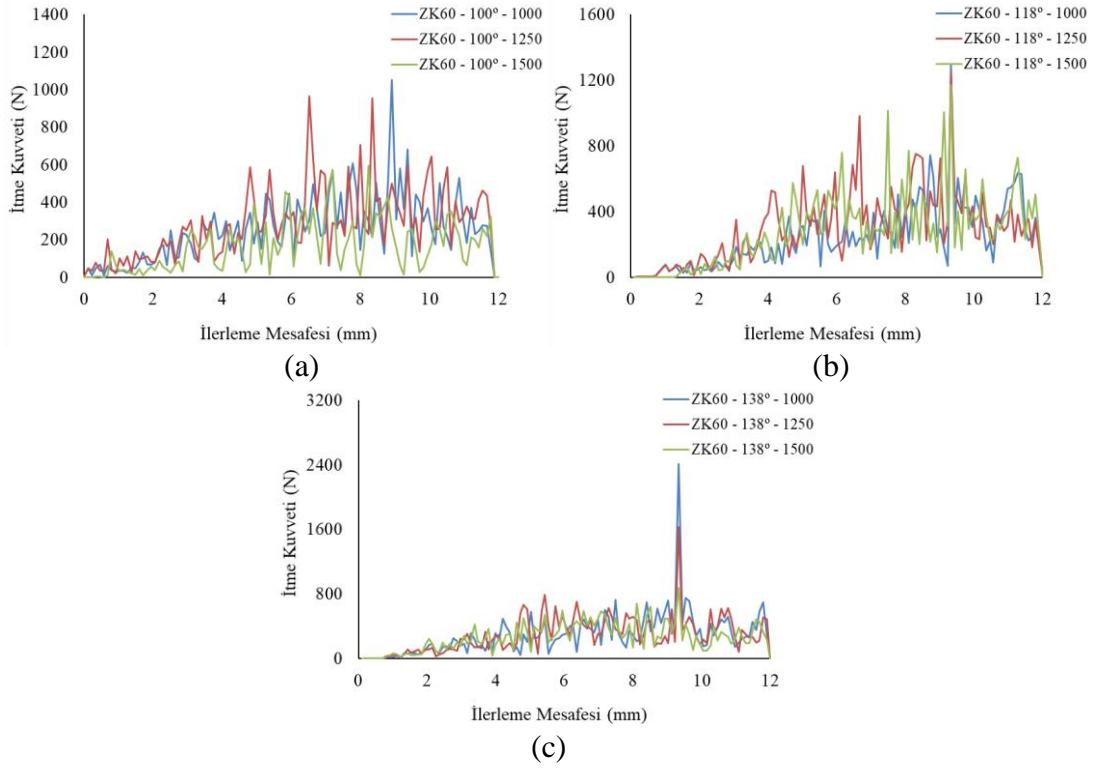 1400
1200
1000
800
600
400
200
0
İtme Kuvveti (N)
ZK60 - 100º - 1000
ZK60 - 100º - 1250
ZK60 - 100º - 1500
0 2 4 6 8 10 12
İlerleme Mesafesi (mm)
(a)
1600
1200
800
400
0
İtme Kuvveti (N)
ZK60 - 118º - 1000
ZK60 - 118º - 1250
ZK60 - 118º - 1500
0 2 4 6 8 10 12
İlerleme Mesafesi (mm)
(b)
3200
2400
1600
800
0
İtme Kuvveti (N)
ZK60 - 138º - 1000
ZK60 - 138º - 1250
ZK60 - 138º - 1500
0 2 4 6 8 10 12
İlerleme Mesafesi (mm)
(c)